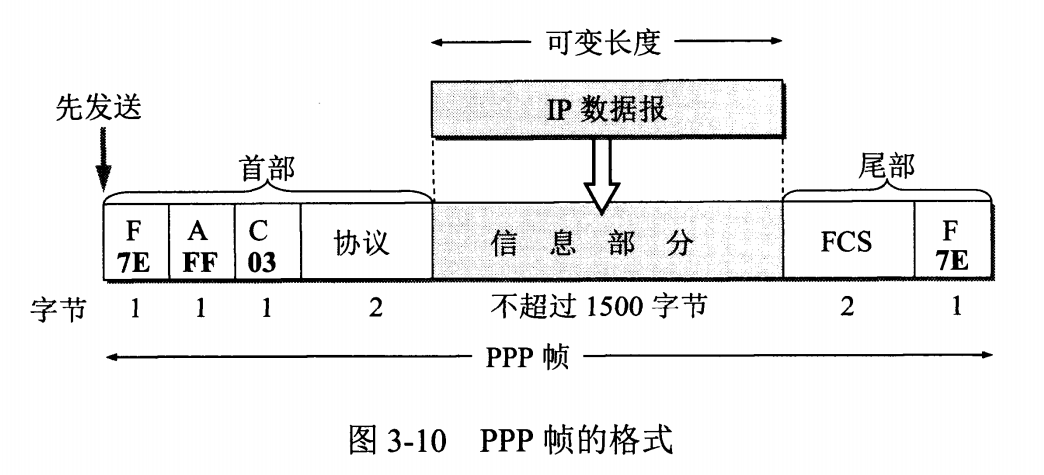 可变长度
IP 数据报
先发送
首部
尾部
F A C 协议 信息部分 FCS F
7E FF 03 7E
字节 1 1 1 2 不超过 1500 字节 2 1
PPP 帧
图 3-10 PPP 帧的格式